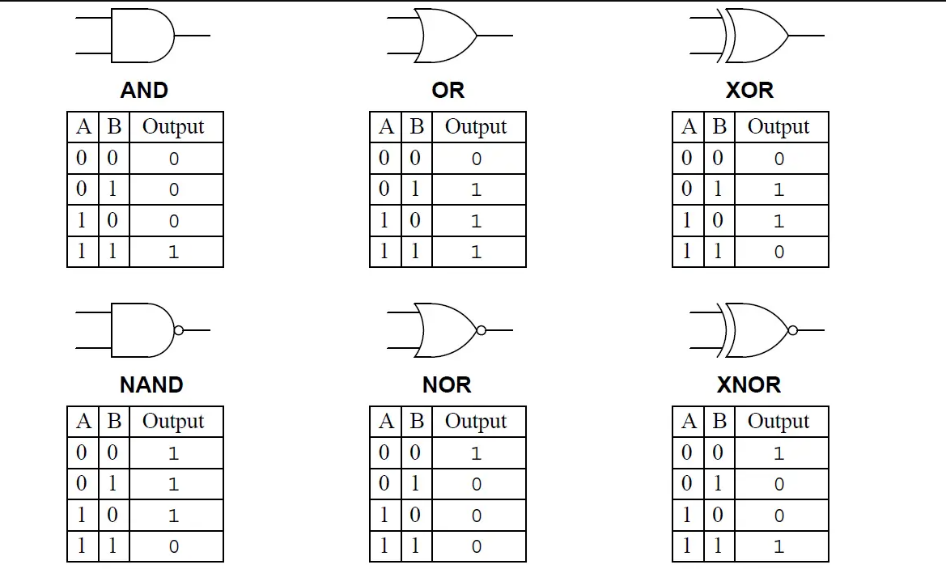 AND OR XOR
A B Output A B Output A B Output
0 0 0 0 0 0 0 0 0
0 1 0 0 1 1 0 1 1
1 0 0 1 0 1 1 0 1
1 1 1 1 1 1 1 1 0
NAND NOR XNOR
A B Output A B Output A B Output
0 0 1 0 0 1 0 0 1
0 1 1 0 1 0 0 1 0
1 0 1 1 0 0 1 0 0
1 1 0 1 1 0 1 1 1